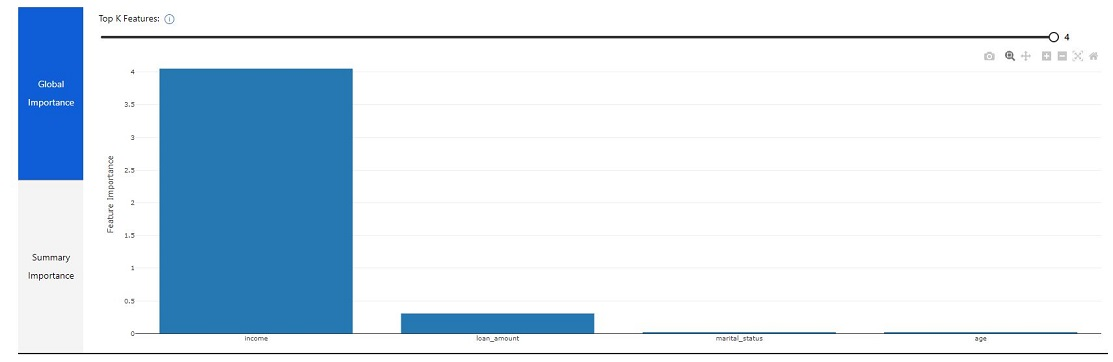 Top K Features:
4
Global
Importance
Summary
Importance
Feature Importance
4
3.5
3
2.5
2
1.5
1
0.5
0
income
loan_amount
marital_status
age